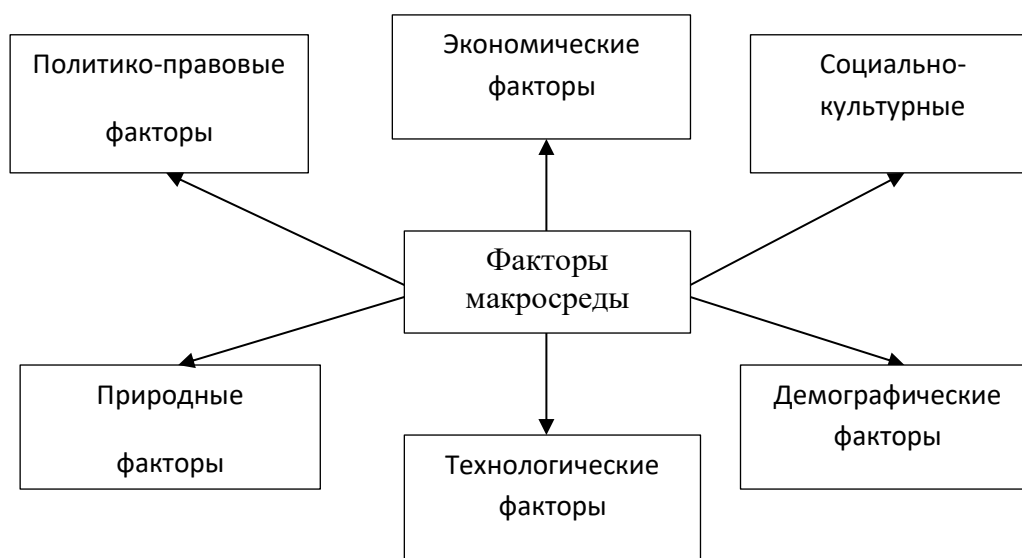 Политико-правовые
факторы
Экономические
факторы
Социально-
культурные
Факторы
макросреды
Природные
факторы
Технологические
факторы
Демографические
факторы